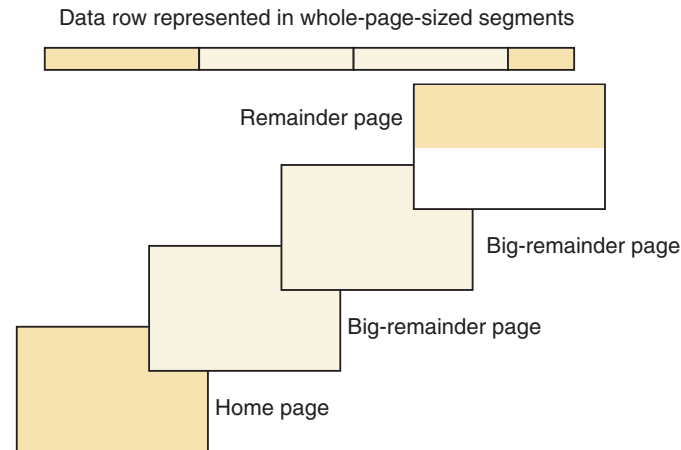 Data row represented in whole-page-sized segments
Remainder page
Big-remainder page
Big-remainder page
Home page